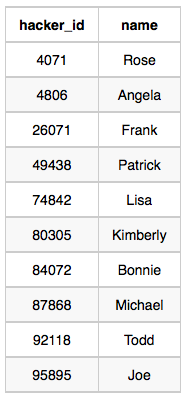 hacker_id name
4071 Rose
4806 Angela
26071 Frank
49438 Patrick
74842 Lisa
80305 Kimberly
84072 Bonnie
87868 Michael
92118 Todd
95895 Joe